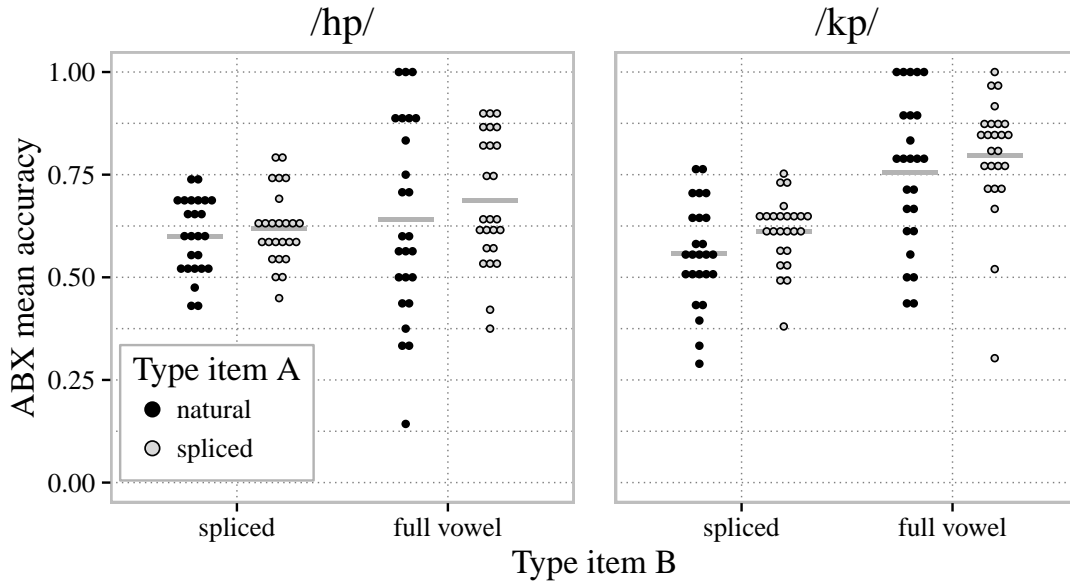 /hp/
/kp/
ABX mean accuracy
1.00
0.75
0.50
0.25
0.00
Type item A
natural
spliced
spliced
full vowel
spliced
full vowel
Type item B